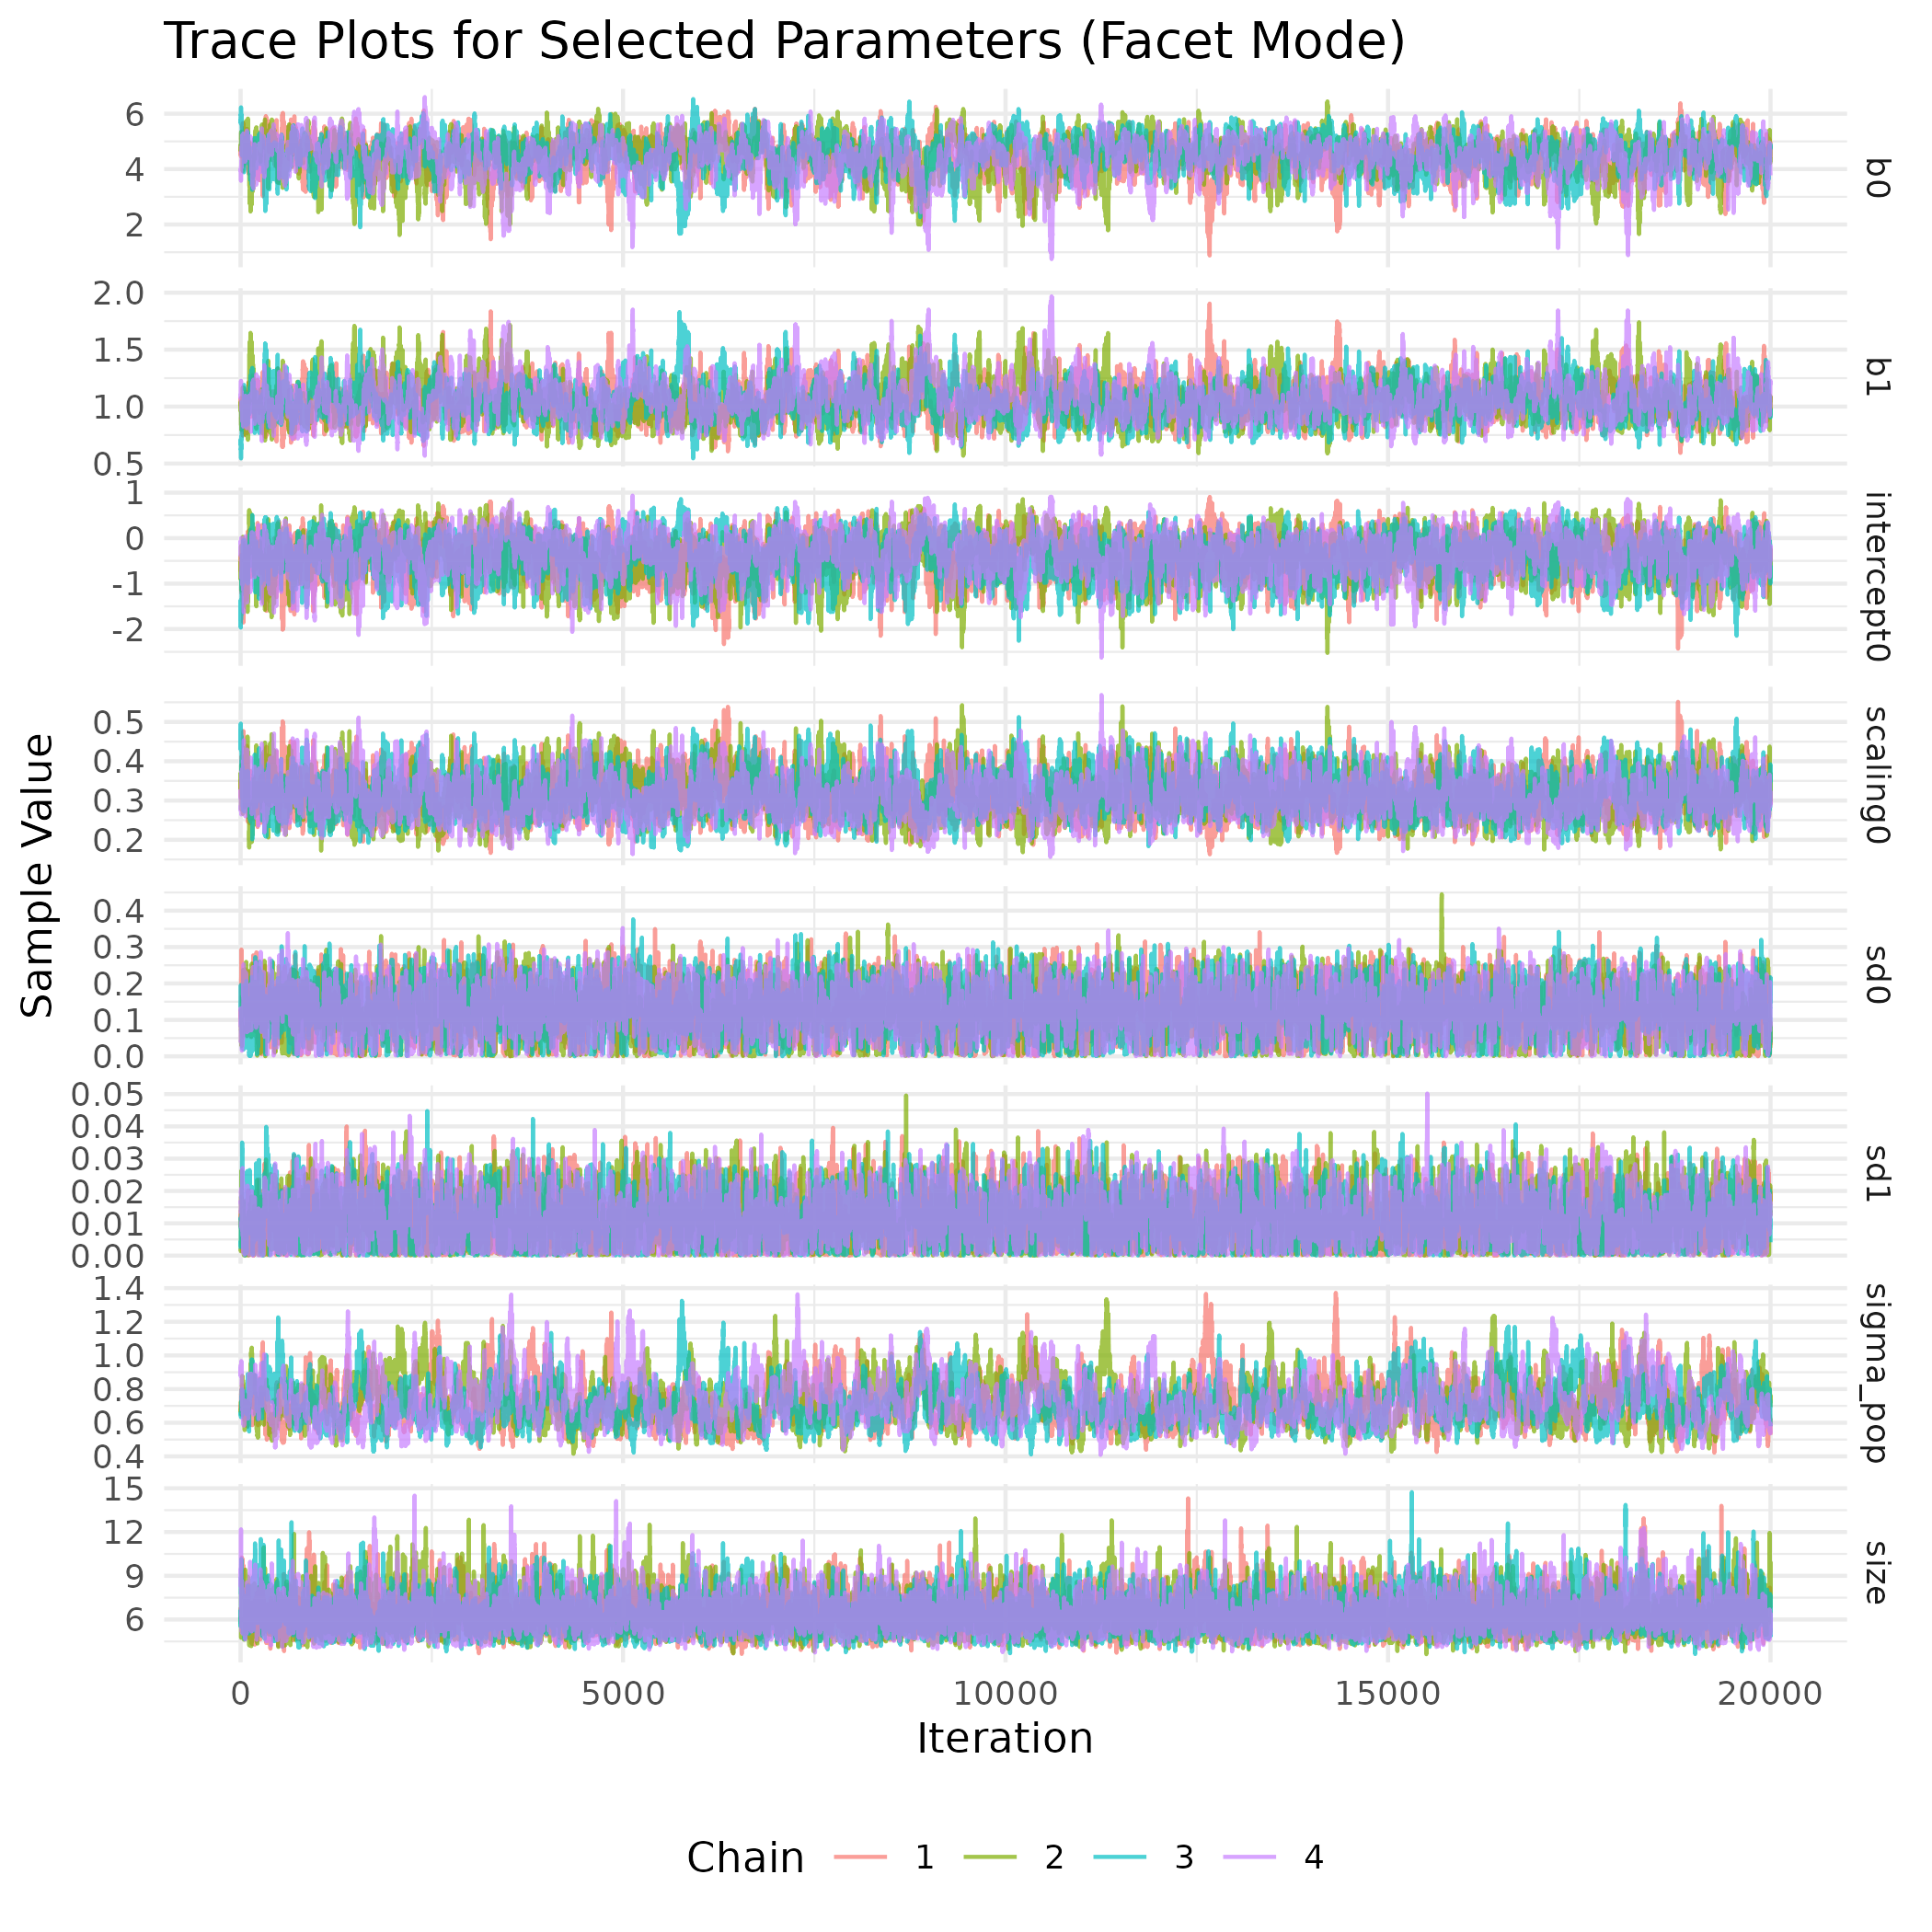 Trace Plots for Selected Parameters (Facet Mode)
6
4
2
b0
2.0
1.5
1.0
0.5
b1
1
0
-1
-2
intercept0
0.5
0.4
0.3
0.2
scaling0
0.4
0.3
0.2
0.1
0.0
sd0
0.05
0.04
0.03
0.02
0.01
0.00
sd1
1.4
1.2
1.0
0.8
0.6
0.4
sigma_pop
15
12
9
6
size
Sample Value
0 5000 10000 15000 20000
Iteration
Chain 1 2 3 4